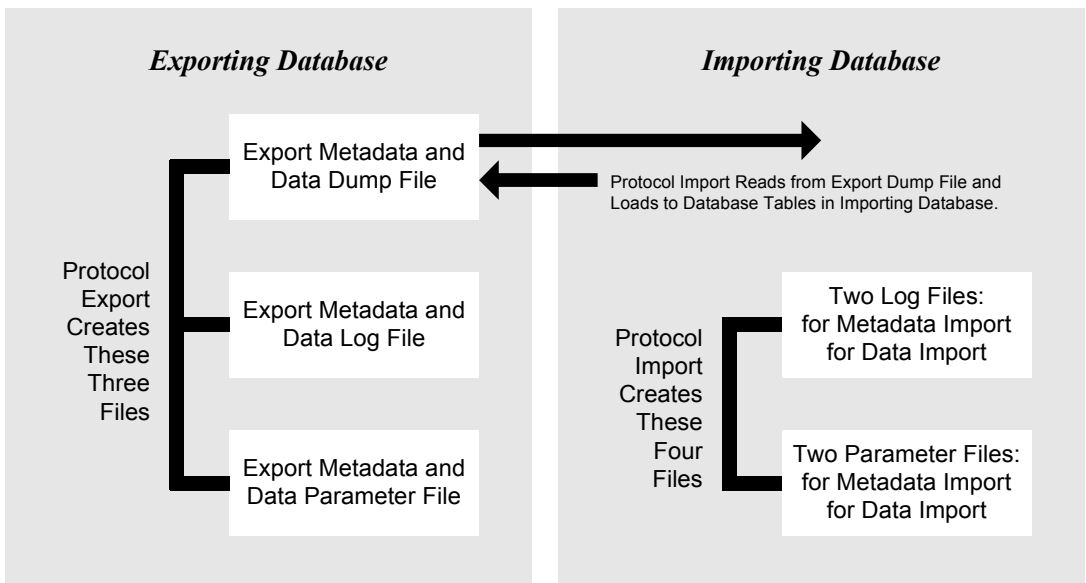 Exporting Database
Export Metadata and
Data Dump File
Protocol
Export
Creates
These
Three
Files
Export Metadata and
Data Log File
Export Metadata and
Data Parameter File
Importing Database
Protocol Import Reads from Export Dump File and
Loads to Database Tables in Importing Database.
Protocol
Import
Creates
These
Four
Files
Two Log Files:
for Metadata Import
for Data Import
Two Parameter Files:
for Metadata Import
for Data Import